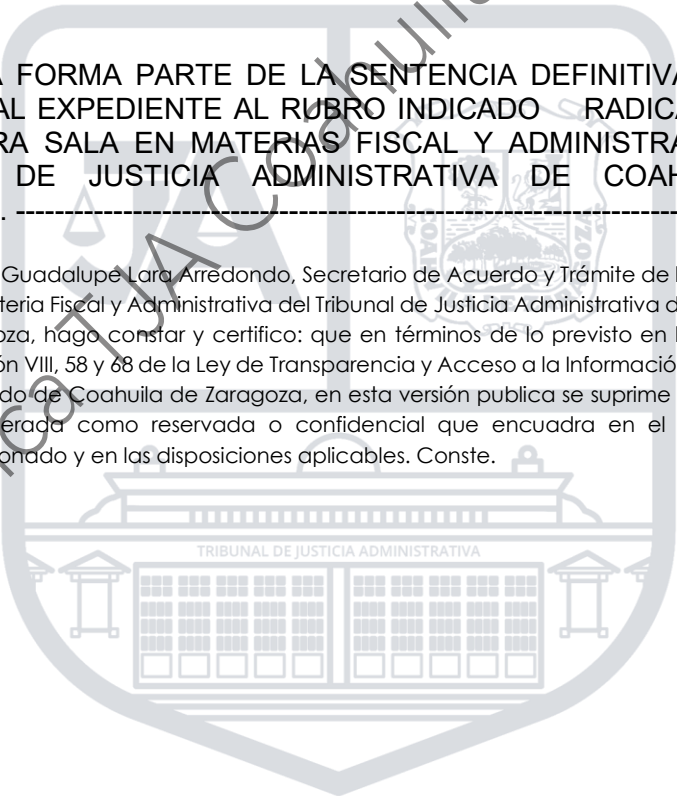 A FORMA PARTE DE LA SENTENCIA DEFINITIVA
AL EXPEDIENTE AL RUBRO INDICADO RADICA
RA SALA EN MATERIAS FISCAL Y ADMINISTRA
DE JUSTICIA ADMINISTRATIVA DE COAH
. ----------------------------------------------------------------------
Guadalupe Lara Arredondo, Secretario de Acuerdo y Trámite de l
teria Fiscal y Administrativa del Tribunal de Justicia Administrativa d
oza, hago constar y certifico: que en términos de lo previsto en l
ón VIII, 58 y 68 de la Ley de Transparencia y Acceso a la Informació
do de Coahuila de Zaragoza, en esta versión publica se suprime
erada como reservada o confidencial que encuadra en el
onado y en las disposiciones aplicables. Conste.
ica TJA Coahuila
TRIBUNAL DE JUSTICIA ADMINISTRATIVA